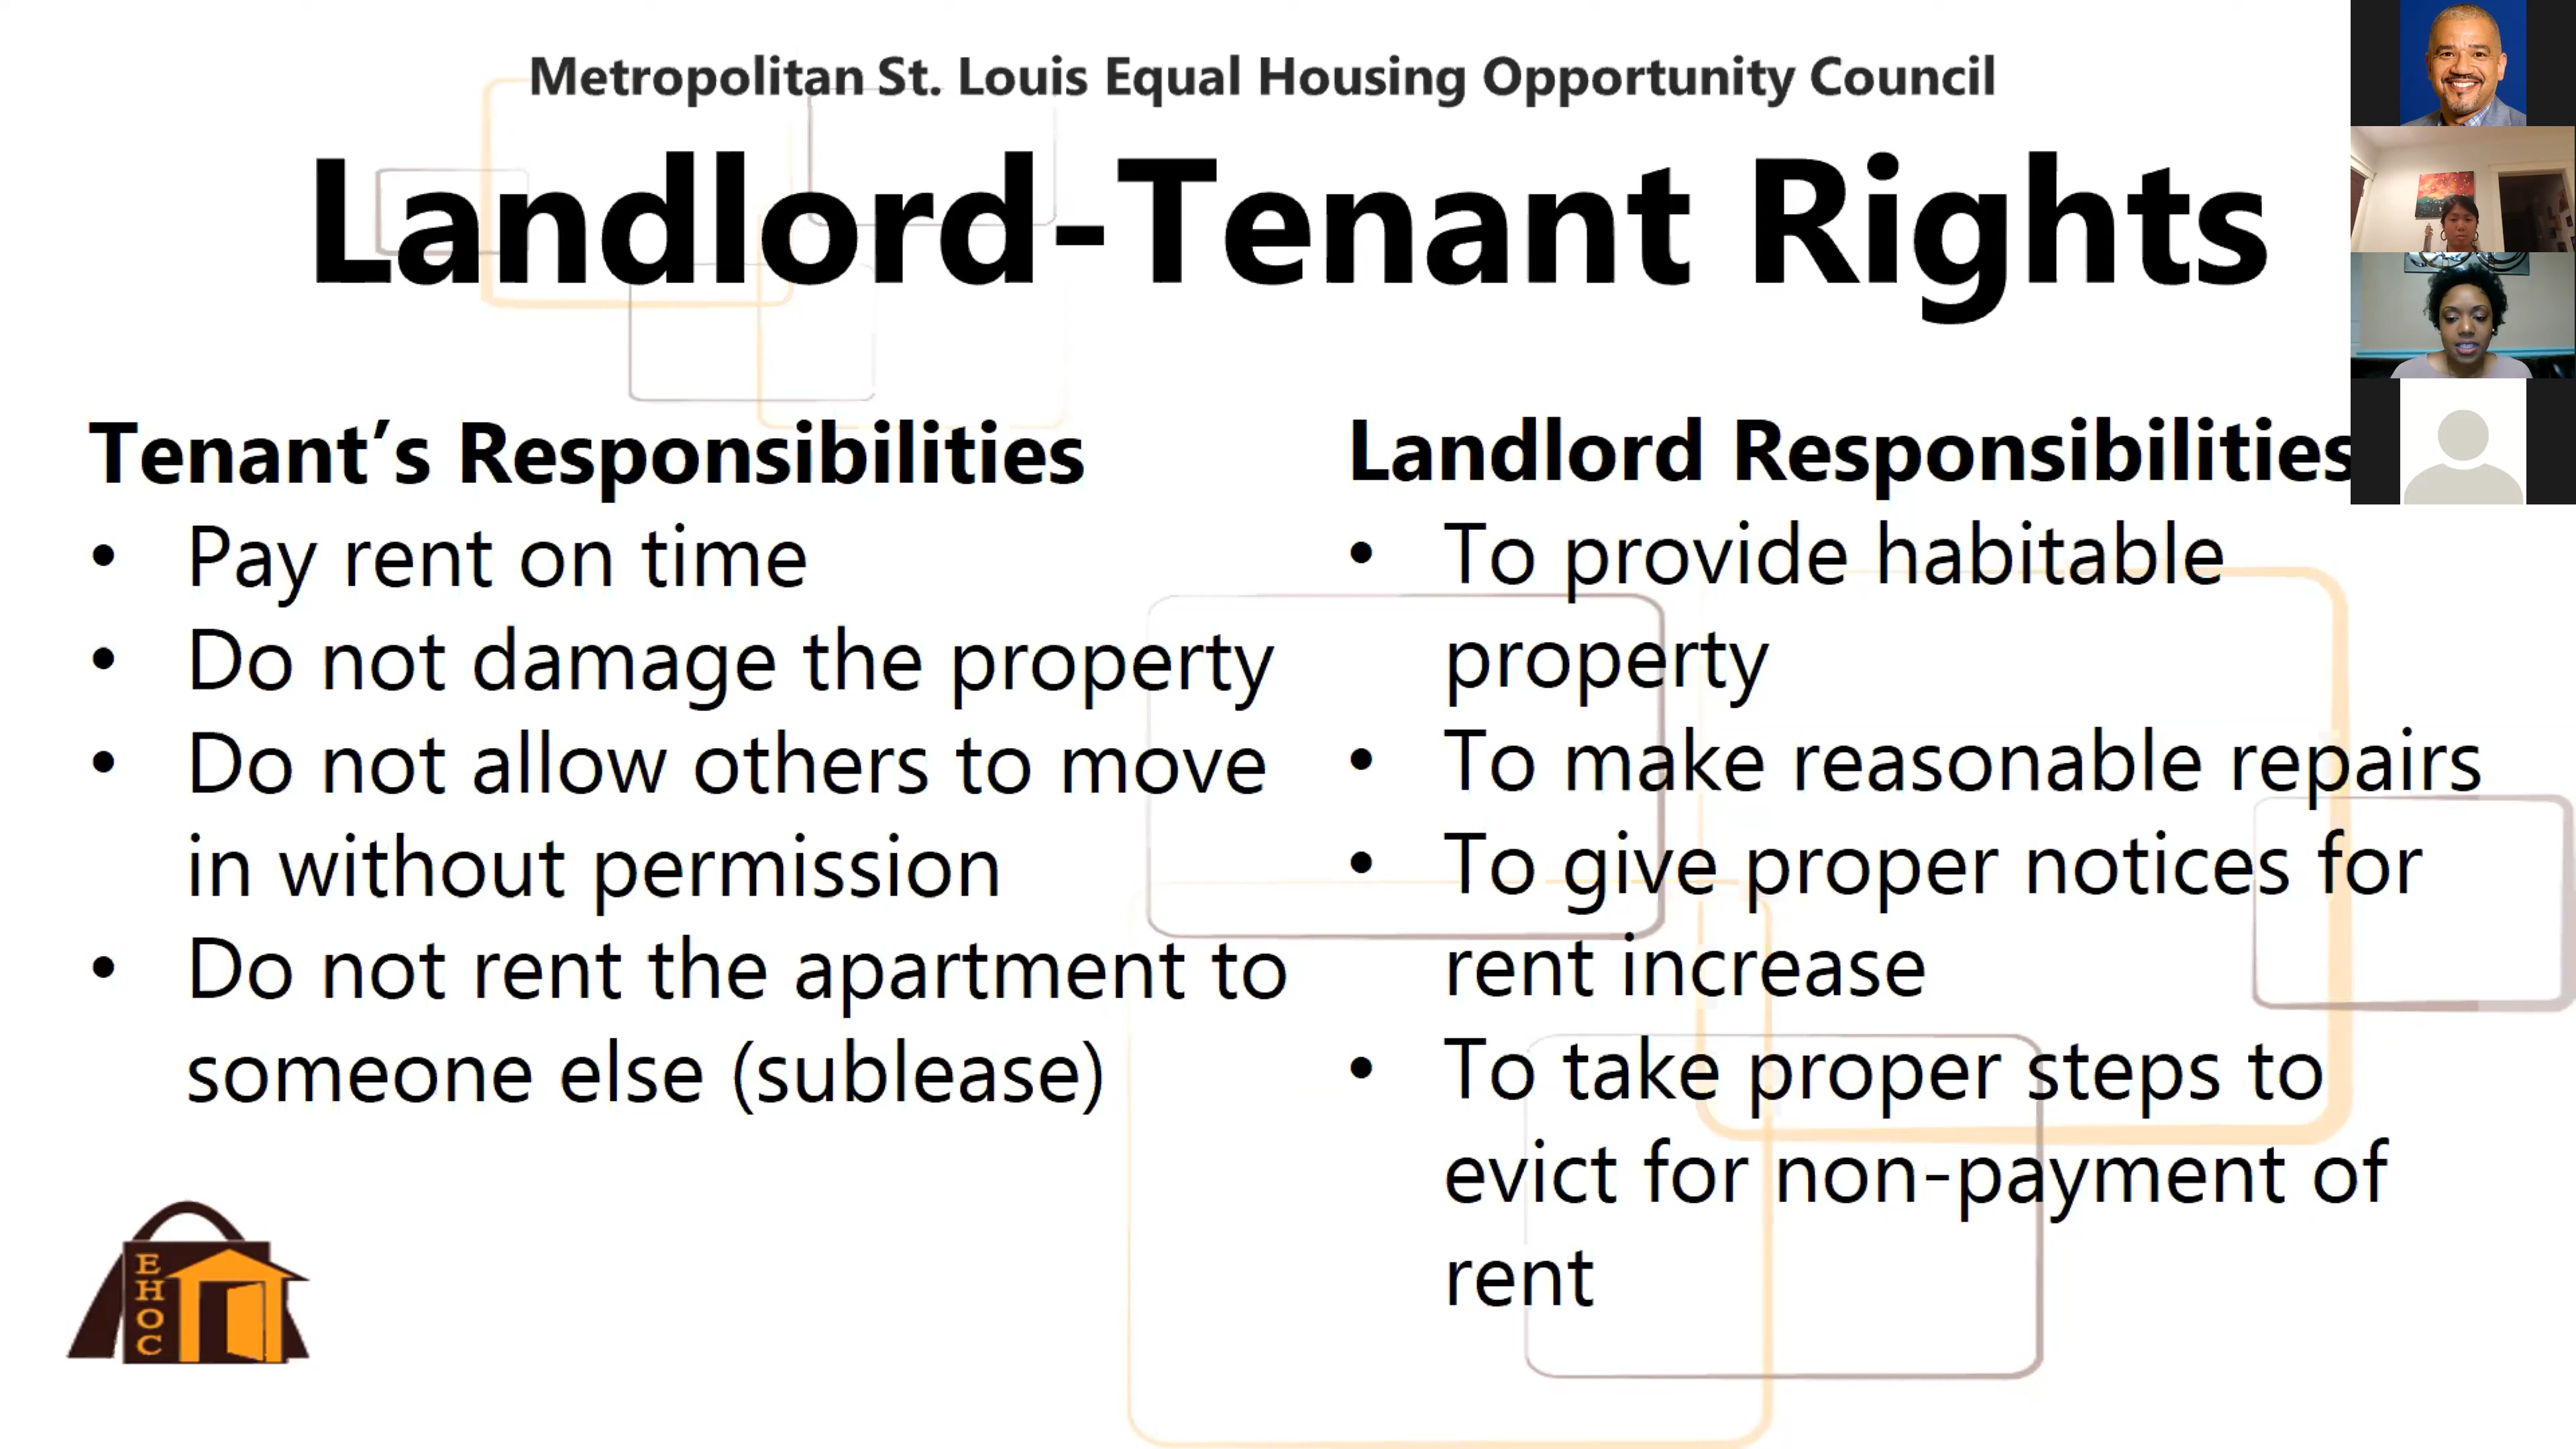 Metropolitan St. Louis Equal Housing Opportunity Council
Landlord-Tenant Rights
Tenant’s Responsibilities
• Pay rent on time
• Do not damage the property
• Do not allow others to move
in without permission
• Do not rent the apartment to
someone else (sublease)
Landlord Responsibilities
• To provide habitable
property
• To make reasonable repairs
• To give proper notices for
rent increase
• To take proper steps to
evict for non-payment of
rent
EHOC